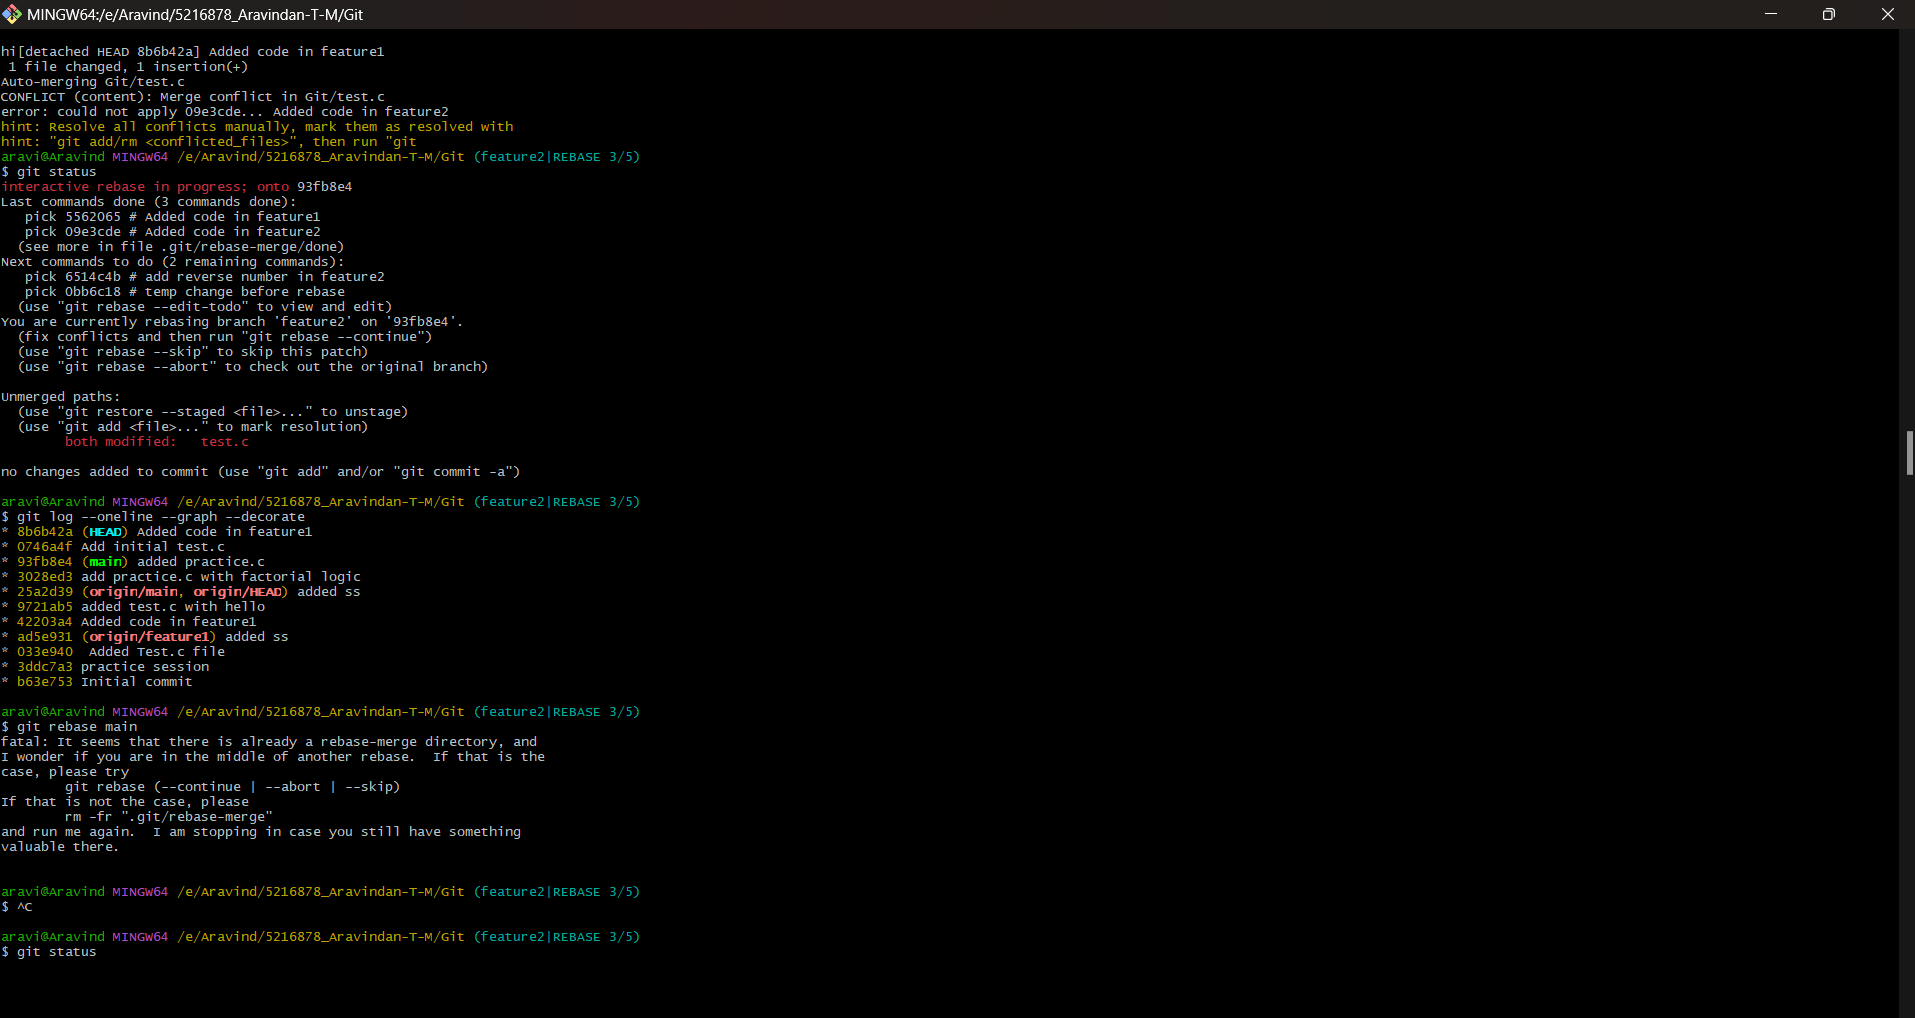 MINGW64:/e/Aravind/5216878_Aravindan-T-M/Git
hi[detached HEAD 8b6b42a] Added code in feature1
 1 file changed, 1 insertion(+)
Auto-merging Git/test.c
CONFLICT (content): Merge conflict in Git/test.c
error: could not apply 09e3cde... Added code in feature2
hint: Resolve all conflicts manually, mark them as resolved with
hint: "git add/rm <conflicted_files>", then run "git
aravi@Aravind MINGW64 /e/Aravind/5216878_Aravindan-T-M/Git (feature2|REBASE 3/5)
$ git status
interactive rebase in progress; onto 93fb8e4
Last commands done (3 commands done):
   pick 5562065 # Added code in feature1
   pick 09e3cde # Added code in feature2
  (see more in file .git/rebase-merge/done)
Next commands to do (2 remaining commands):
   pick 6514c4b # add reverse number in feature2
   pick 0bb6c18 # temp change before rebase
  (use "git rebase --edit-todo" to view and edit)
You are currently rebasing branch 'feature2' on '93fb8e4'.
  (fix conflicts and then run "git rebase --continue")
  (use "git rebase --skip" to skip this patch)
  (use "git rebase --abort" to check out the original branch)

Unmerged paths:
  (use "git restore --staged <file>..." to unstage)
  (use "git add <file>..." to mark resolution)
        both modified:   test.c

no changes added to commit (use "git add" and/or "git commit -a")

aravi@Aravind MINGW64 /e/Aravind/5216878_Aravindan-T-M/Git (feature2|REBASE 3/5)
$ git log --oneline --graph --decorate
* 8b6b42a (HEAD) Added code in feature1
* 0746a4f Add initial test.c
* 93fb8e4 (main) added practice.c
* 3028ed3 add practice.c with factorial logic
* 25a2d39 (origin/main, origin/HEAD) added ss
* 9721ab5 added test.c with hello
* 42203a4 Added code in feature1
* ad5e931 (origin/feature1) added ss
* 033e940  Added Test.c file
* 3ddc7a3 practice session
* b63e753 Initial commit

aravi@Aravind MINGW64 /e/Aravind/5216878_Aravindan-T-M/Git (feature2|REBASE 3/5)
$ git rebase main
fatal: It seems that there is already a rebase-merge directory, and
I wonder if you are in the middle of another rebase.  If that is the
case, please try
        git rebase (--continue | --abort | --skip)
If that is not the case, please
        rm -fr ".git/rebase-merge"
and run me again.  I am stopping in case you still have something
valuable there.

aravi@Aravind MINGW64 /e/Aravind/5216878_Aravindan-T-M/Git (feature2|REBASE 3/5)
$ ^C

aravi@Aravind MINGW64 /e/Aravind/5216878_Aravindan-T-M/Git (feature2|REBASE 3/5)
$ git status